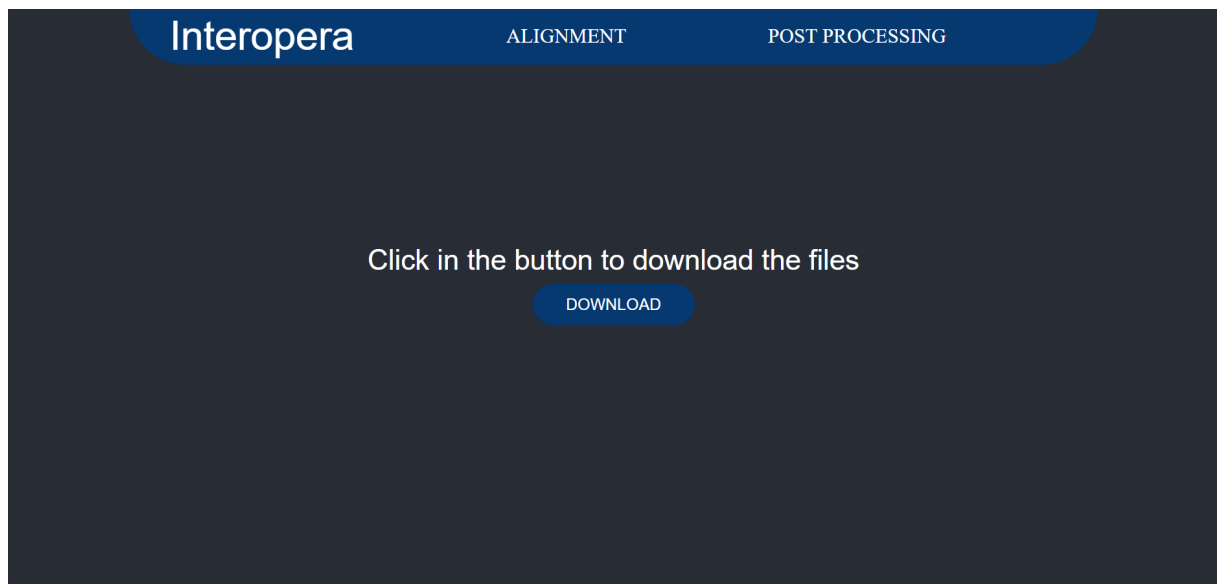 Interopera ALIGNMENT POST PROCESSING
Click in the button to download the files
DOWNLOAD